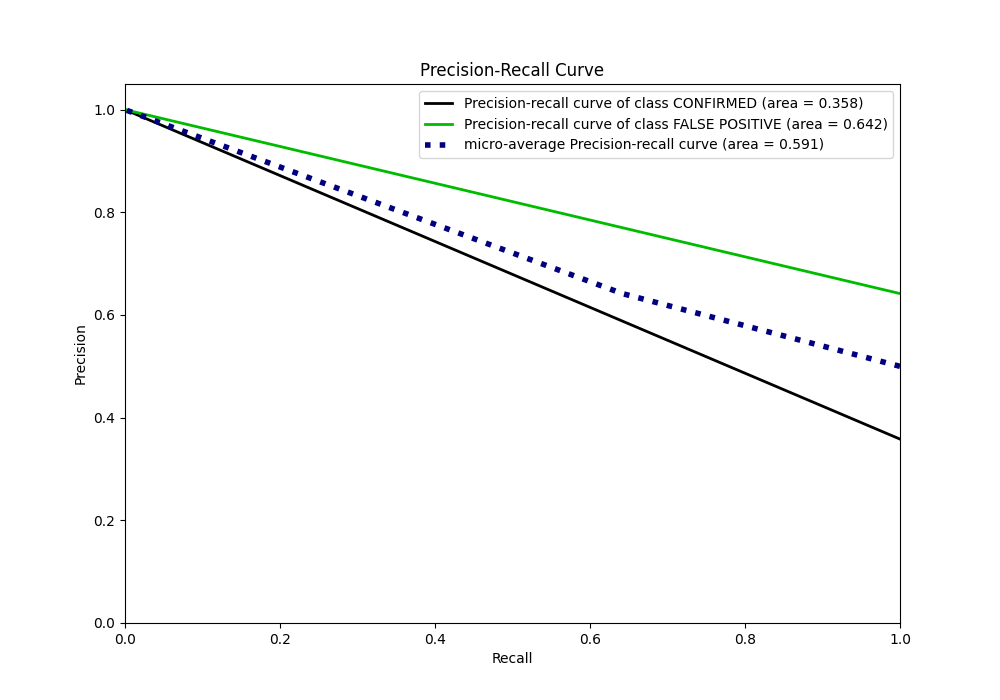 Precision-Recall Curve
Precision-recall curve of class CONFIRMED (area = 0.358)
Precision-recall curve of class FALSE POSITIVE (area = 0.642)
micro-average Precision-recall curve (area = 0.591)
1.0
0.8
0.6
0.4
0.2
0.0
Precision
0.0 0.2 0.4 0.6 0.8 1.0
Recall